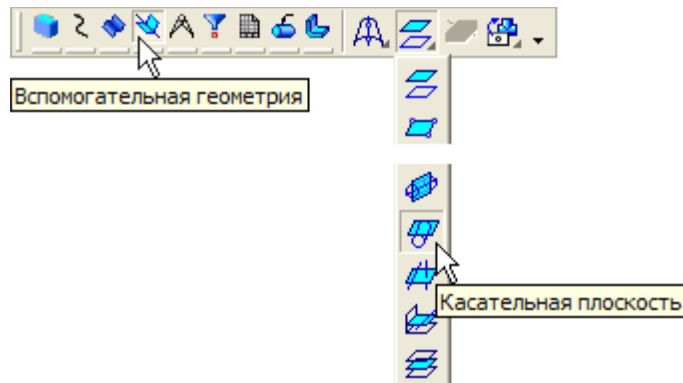 Вспомогательная геометрия
Касательная плоскость